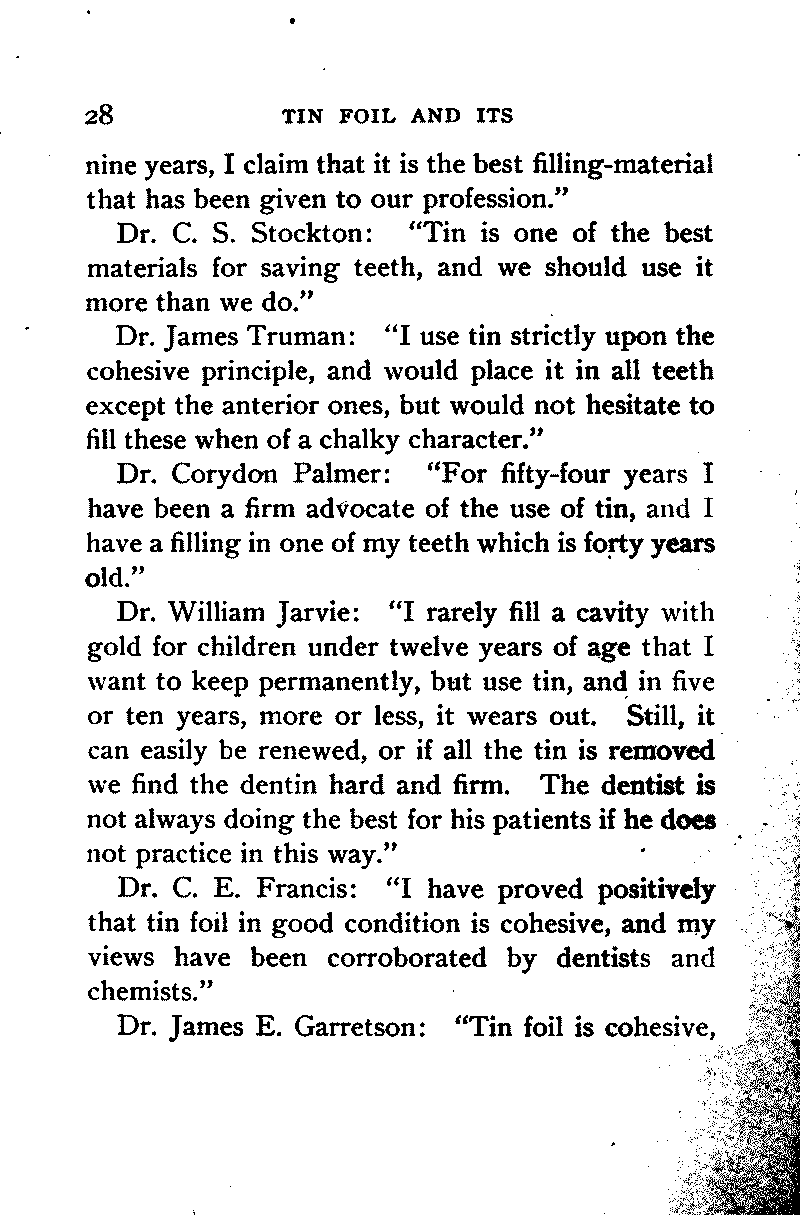 28 TIN FOIL AND ITS
nine years, I claim that it is the best filling-material
that has been given to our profession.”
Dr. C. S. Stockton: “Tin is one of the best
materials for saving teeth, and we should use it
more than we do.”
Dr. James Truman: “I use tin strictly upon the
cohesive principle, and would place it in all teeth
except the anterior ones, but would not hesitate to
fill these when of a chalky character.”
Dr. Corydon Palmer: “For fifty-four years I
have been a firm advocate of the use of tin, and I
have a filling in one of my teeth which is forty years
old.”
Dr. William Jarvie: “I rarely fill a cavity with
gold for children under twelve years of age that I
want to keep permanently, but use tin, and in five
or ten years, more or less, it wears out. Still, it
can easily be renewed, or if all the tin is removed
we find the dentin hard and firm. The dentist is
not always doing the best for his patients if he does
not practice in this way.”
Dr. C. E. Francis: “I have proved positively
that tin foil in good condition is cohesive, and my
views have been corroborated by dentists and
chemists.”
Dr. James E. Garretson: “Tin foil is cohesive,